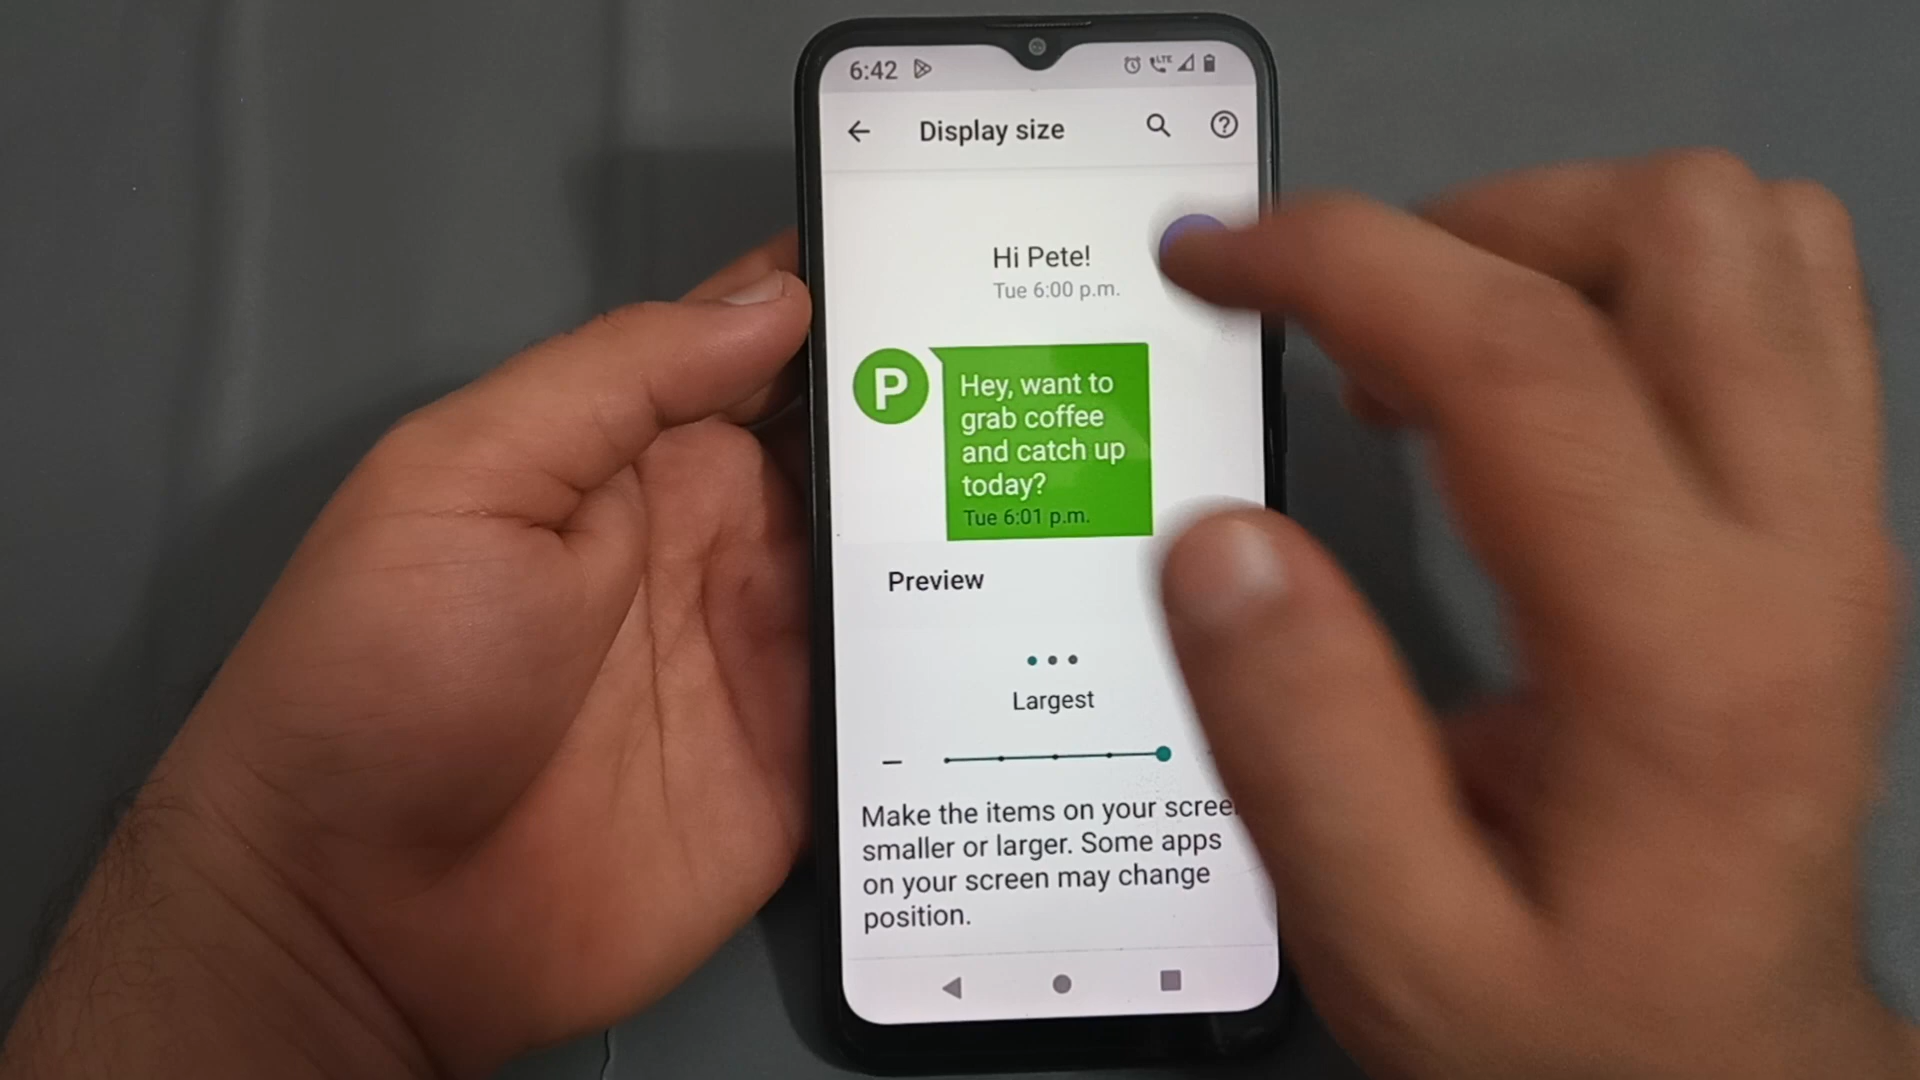 6:42
LTE
Display size
Hi Pete!
Tue 6:00 p.m.
P
Hey, want to
grab coffee
and catch up
today?
Tue 6:01 p.m.
Preview
Largest
Make the items on your screen
smaller or larger. Some apps
on your screen may change
position.